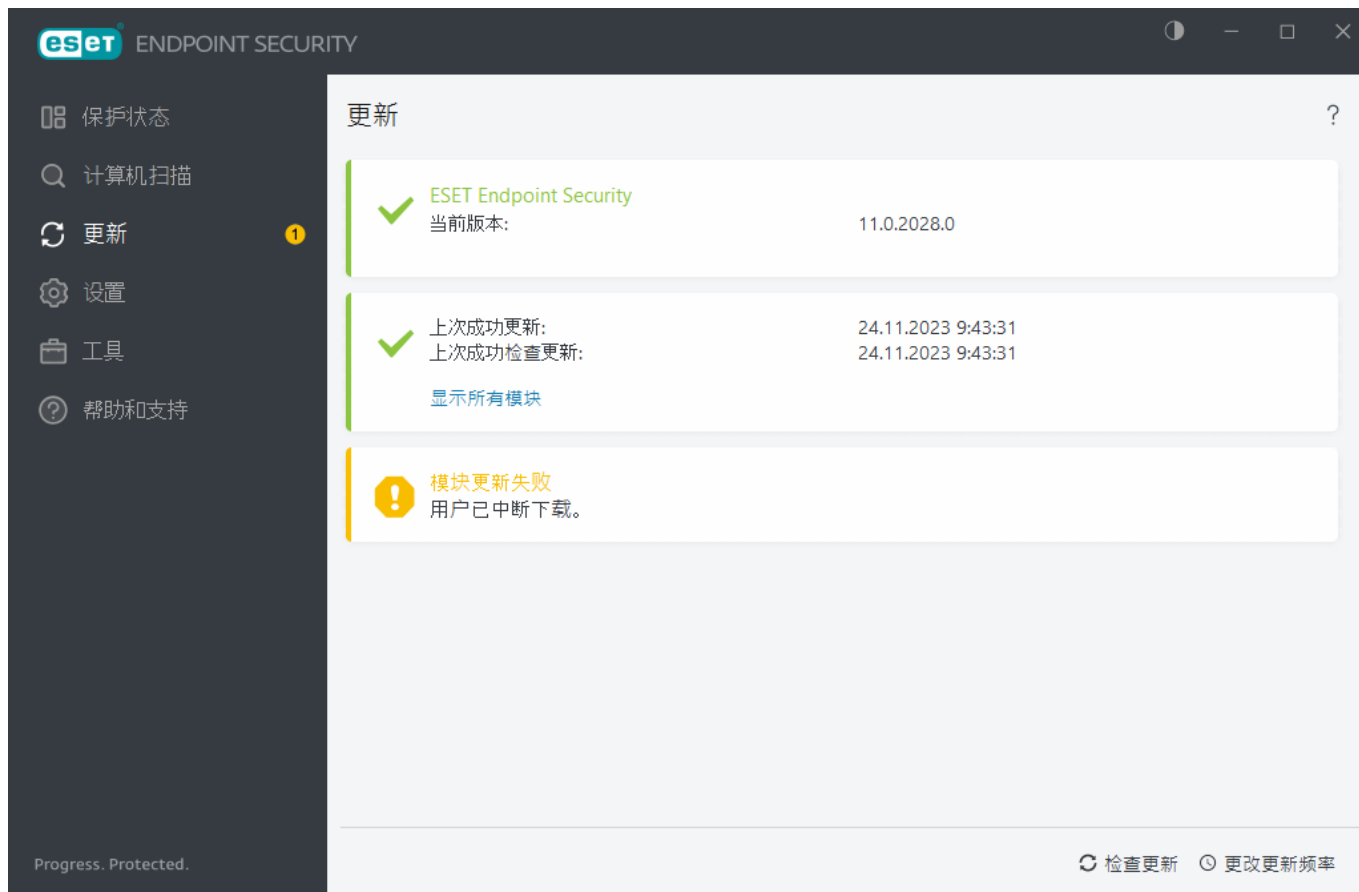 eset ENDPOINT SECURITY
保护状态
计算机扫描
更新 1
设置
工具
帮助和支持
Progress. Protected.
更新 ?
ESET Endpoint Security
当前版本: 11.0.2028.0
上次成功更新: 24.11.2023 9:43:31
上次成功检查更新: 24.11.2023 9:43:31
显示所有模块
模块更新失败
用户已中断下载。
检查更新 更改更新频率